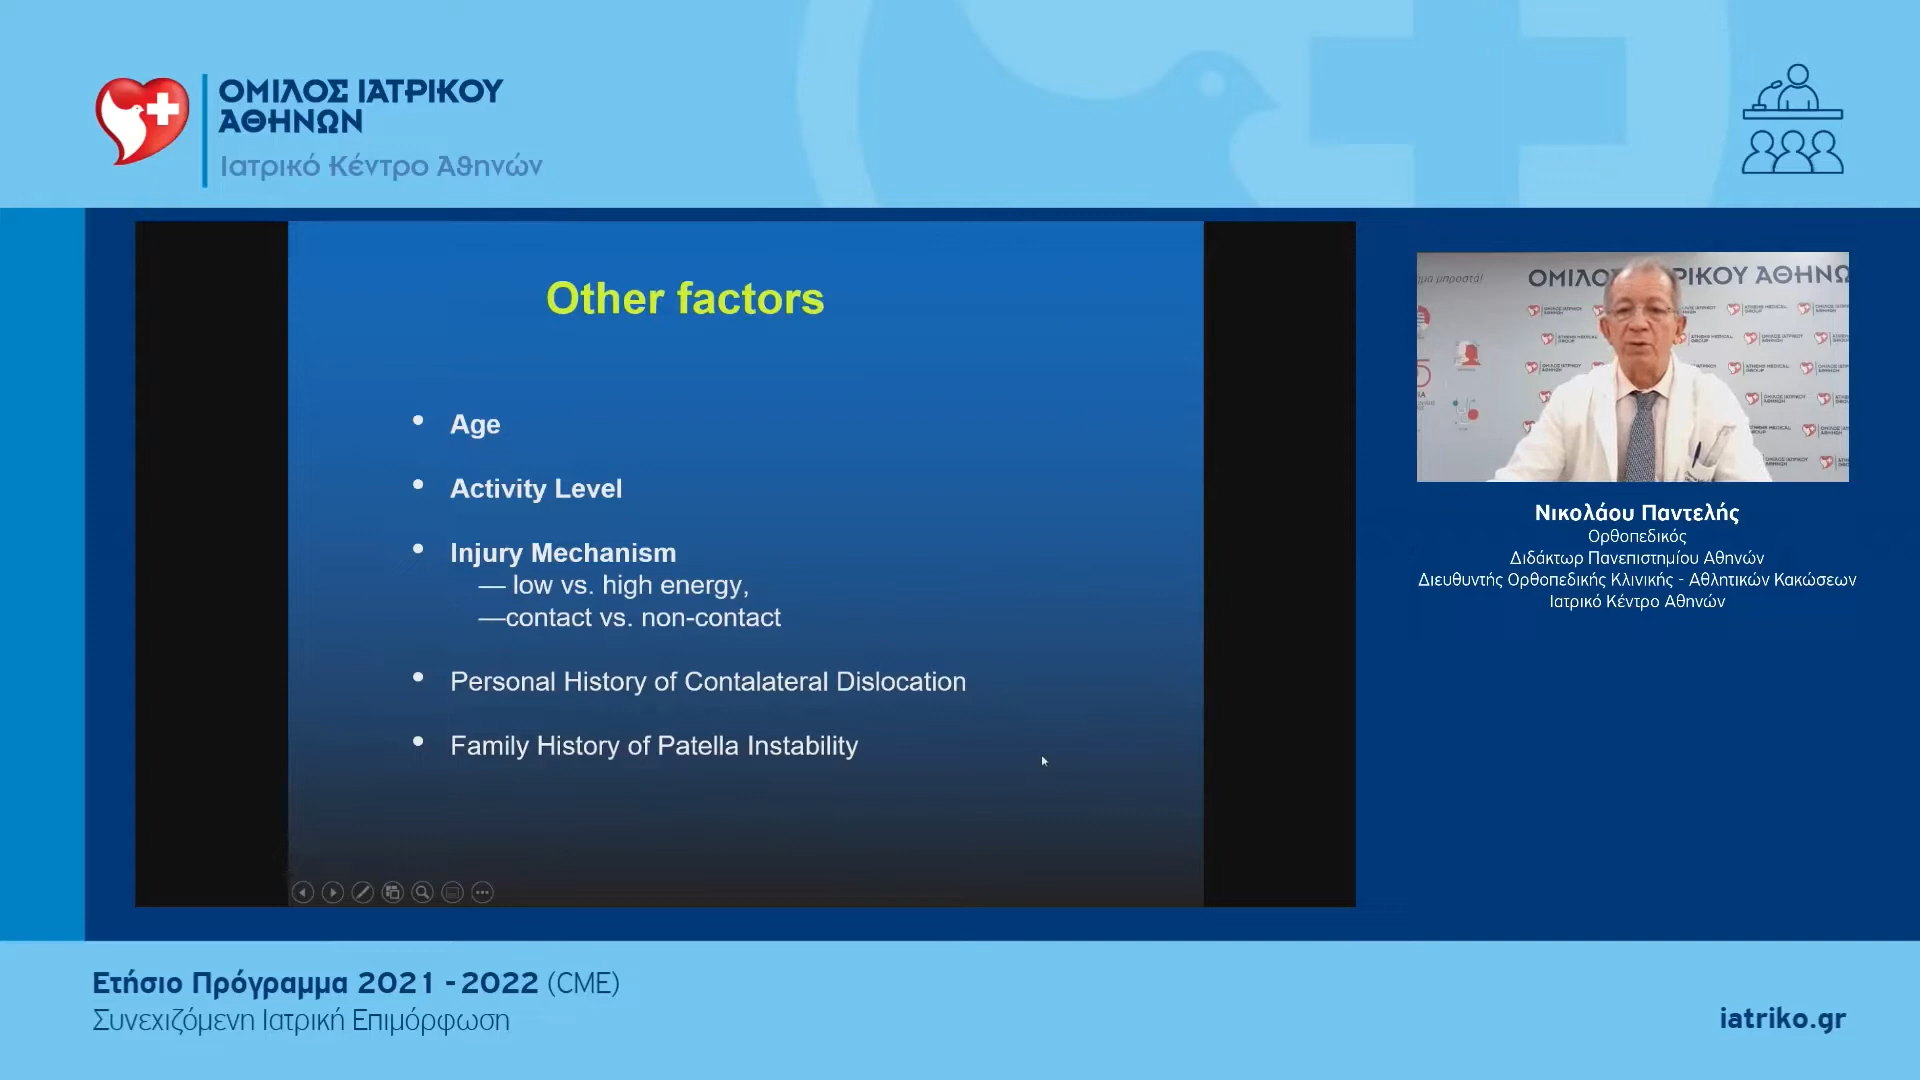 ΟΜΙΛΟΣ ΙΑΤΡΙΚΟΥ
ΑΘΗΝΩΝ
Ιατρικό Κέντρο Αθηνών
Other factors
• Age
• Activity Level
• Injury Mechanism
— low vs. high energy,
—contact vs. non-contact
• Personal History of Contalateral Dislocation
• Family History of Patella Instability
μπροστά!
Νικολάου Παντελής
Ορθοπεδικός
Διδάκτωρ Πανεπιστημίου Αθηνών
Διευθυντής Ορθοπεδικής Κλινικής - Αθλητικών Κακώσεων
Ιατρικό Κέντρο Αθηνών
Ετήσιο Πρόγραμμα 2021 - 2022 (CME)
Συνεχιζόμενη Ιατρική Επιμόρφωση
iatriko.gr